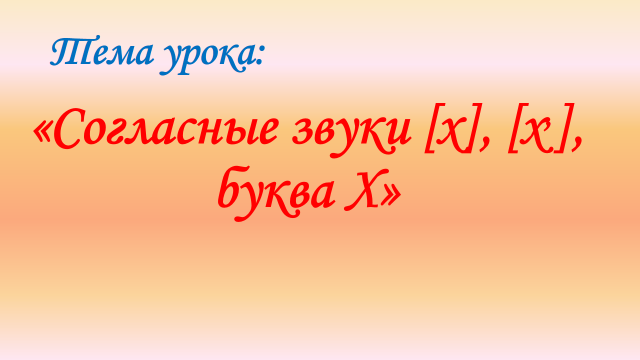 Тема урока:
«Согласные звуки [х], [х,],
буква Х»